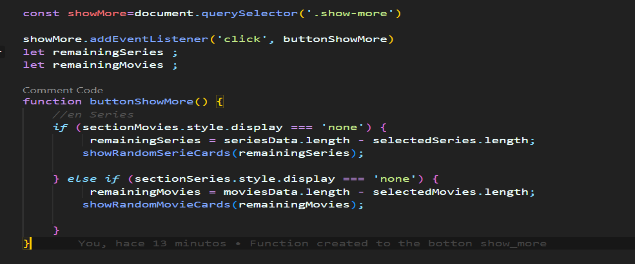 const showMore=document.querySelector('.show-more')
showMore.addEventListener('click', buttonShowMore)
let remainingSeries ;
let remainingMovies ;
Comment Code
function buttonShowMore() {
//en Series
if (sectionMovies.style.display === 'none') {
remainingSeries = seriesData.length - selectedSeries.length;
showRandomSerieCards(remainingSeries);
} else if (sectionSeries.style.display === 'none') {
remainingMovies = moviesData.length - selectedMovies.length;
showRandomMovieCards(remainingMovies);
}
} You, hace 13 minutos • Function created to the botton show_more